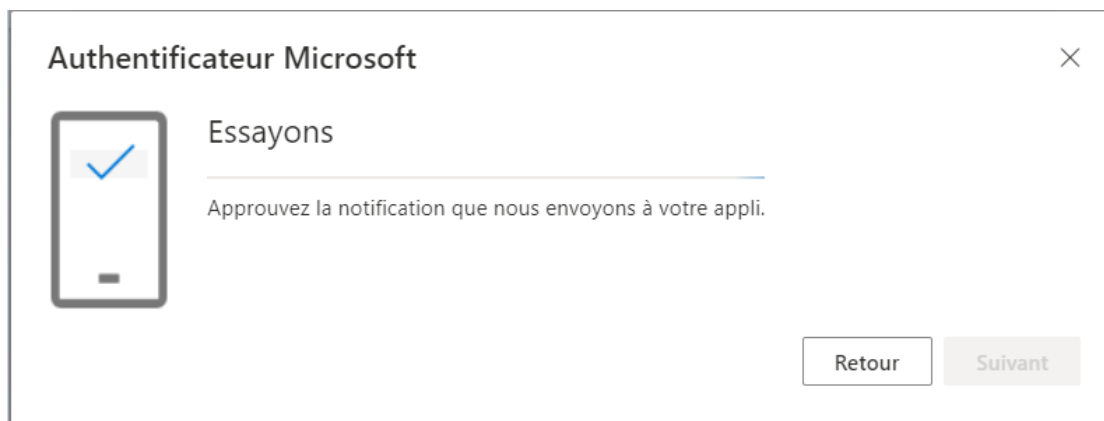 Authentificateur Microsoft
Essayons
Approuvez la notification que nous envoyons à votre appli.
Retour
Suivant